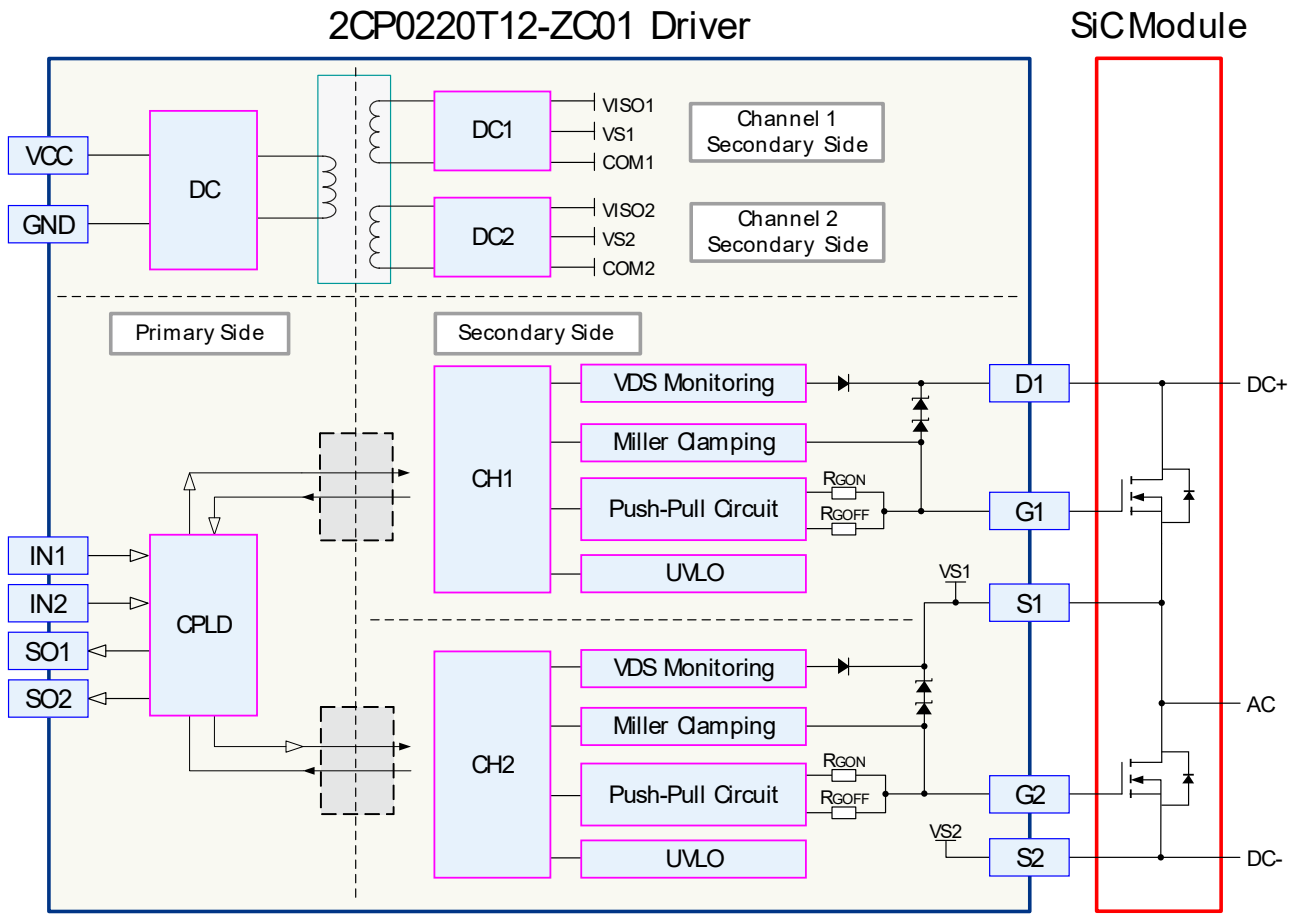 2CP0220T12-ZC01 Driver
SiC Module
VCC
GND
DC
DC1
VISO1
VS1
COM1
Channel 1
Secondary Side
DC2
VISO2
VS2
COM2
Channel 2
Secondary Side
Primary Side
Secondary Side
CH1
VDS Monitoring
Miller Clamping
Push-Pull Circuit
UVLO
RGON
RGOFF
D1
G1
VS1
S1
DC+
IN1
IN2
SO1
SO2
CPLD
CH2
VDS Monitoring
Miller Clamping
Push-Pull Circuit
UVLO
RGON
RGOFF
G2
VS2
S2
AC
DC-